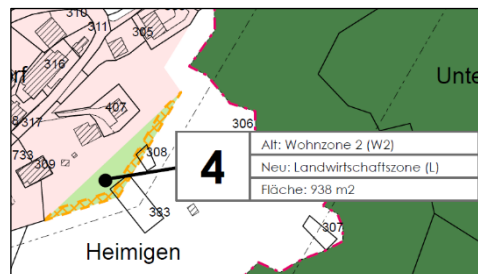 310
311
305
316
rf
Unte
407
317
306
4
Alt: Wohnzone 2 (W2)
Neu: Landwirtschaftszone (L)
Fläche: 938 m2
308
733
309
333
307
Heimigen